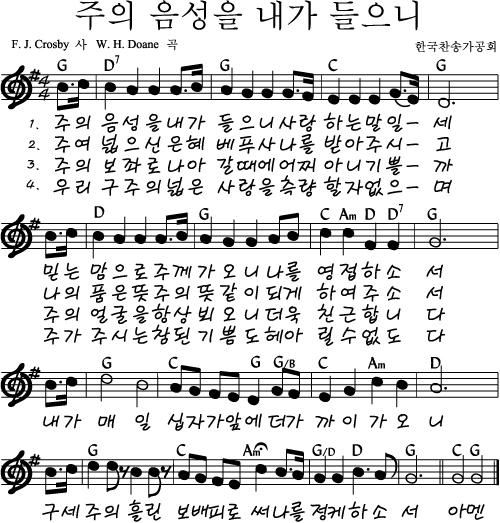 주의 음성을 내가 들으니
F. J. Crosby 사 W. H. Doane 곡 한국찬송가공회
G D7 G C G
4 4
1. 주의 음성을내가 들으니사랑 하는말일— 세
2. 주여 넓으신은혜 베푸사나를 받아주시— 고
3. 주의 보좌로나아 갈때에어찌 아니기쁠— 까
4. 우리 구주의넓은 사랑을측량 할자없으— 며
D G C Am D D7 G
믿는 맘으로주께 가오니나를 영접하소 서
나의 품은뜻주의 뜻같이되게 하여주소 서
주의 얼굴을항상 뵈오니더욱 친근합니 다
주가 주시는참된 기쁨도헤아 릴수없도 다
G C G G/B C Am D
내가 매 일 십자가앞에더가 까이가오 니
G C Am G/D D G C G
구세주의 흘린 보배피로써나를 정케하소 서 아멘